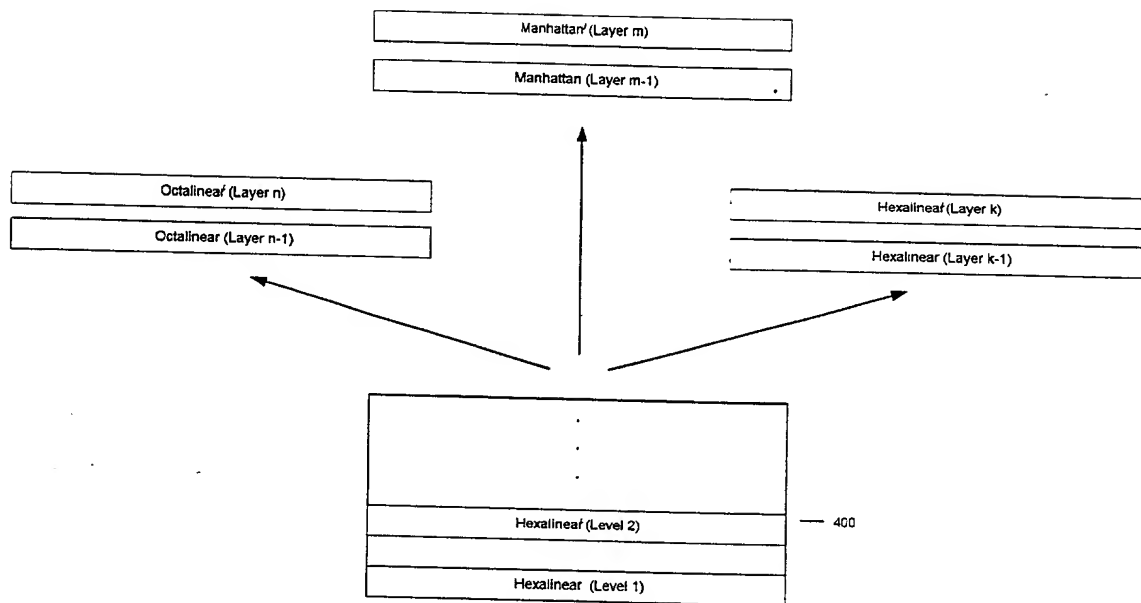 Manhattan' (Layer m)
Manhattan (Layer m-1)
Octalinear' (Layer n)
Octalinear (Layer n-1)
Hexalinear' (Layer k)
Hexalinear (Layer k-1)
Hexalinear' (Level 2)
400
Hexalinear (Level 1)